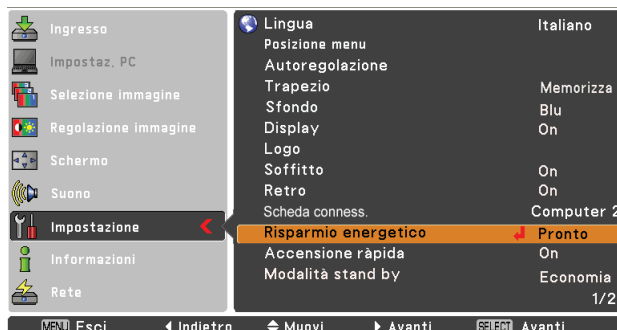 Ingresso
Impostaz. PC
Selezione immagine
Regolazione immagine
Schermo
Suono
Impostazione
Informazioni
Rete
Lingua Italiano
Posizione menu
Autoregolazione
Trapezio Memorizza
Sfondo Blu
Display On
Logo
Soffitto On
Retro On
Scheda conness. Computer 2
Risparmio energetico Pronto
Accensione ràpida On
Modalità stand by Economia
1/2
MENU Esci Indietro Muovi Avanti SELECT Avanti